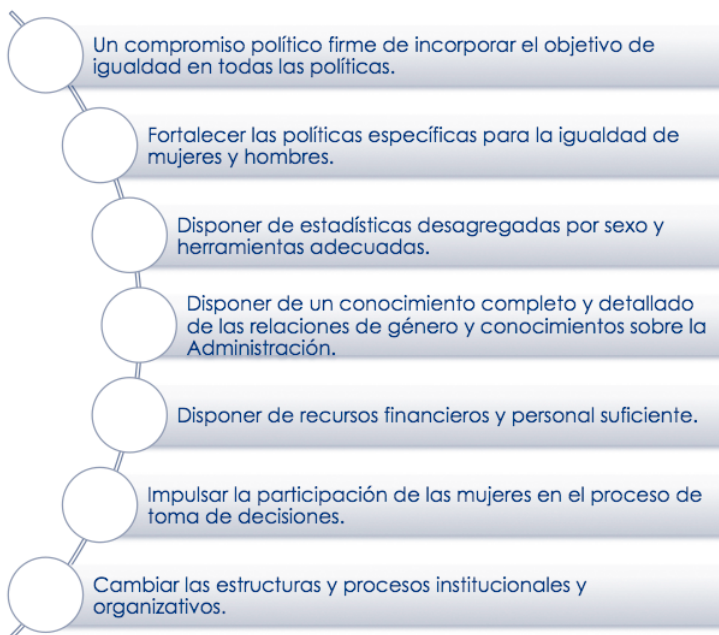 Un compromiso político firme de incorporar el objetivo de
igualdad en todas las políticas.
Fortalecer las políticas específicas para la igualdad de
mujeres y hombres.
Disponer de estadísticas desagregadas por sexo y
herramientas adecuadas.
Disponer de un conocimiento completo y detallado
de las relaciones de género y conocimientos sobre la
Administración.
Disponer de recursos financieros y personal suficiente.
Impulsar la participación de las mujeres en el proceso de
toma de decisiones.
Cambiar las estructuras y procesos institucionales y
organizativos.